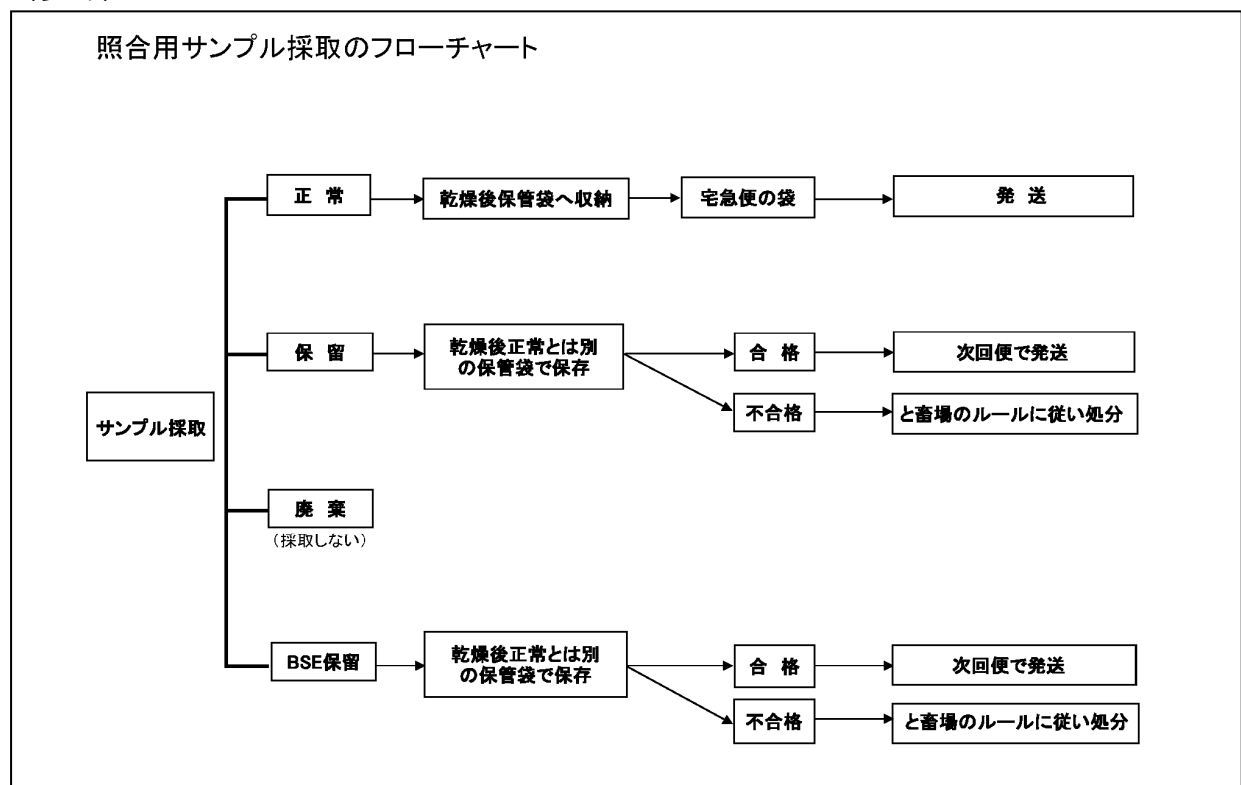 照合用サンプル採取のフローチャート
正 常
乾燥後保管袋へ収納
宅急便の袋
発 送
保 留
乾燥後正常とは別
の保管袋で保存
合 格
次回便で発送
不合格
と畜場のルールに従い処分
サンプル採取
廃 棄
(採取しない)
BSE保留
乾燥後正常とは別
の保管袋で保存
合 格
次回便で発送
不合格
と畜場のルールに従い処分